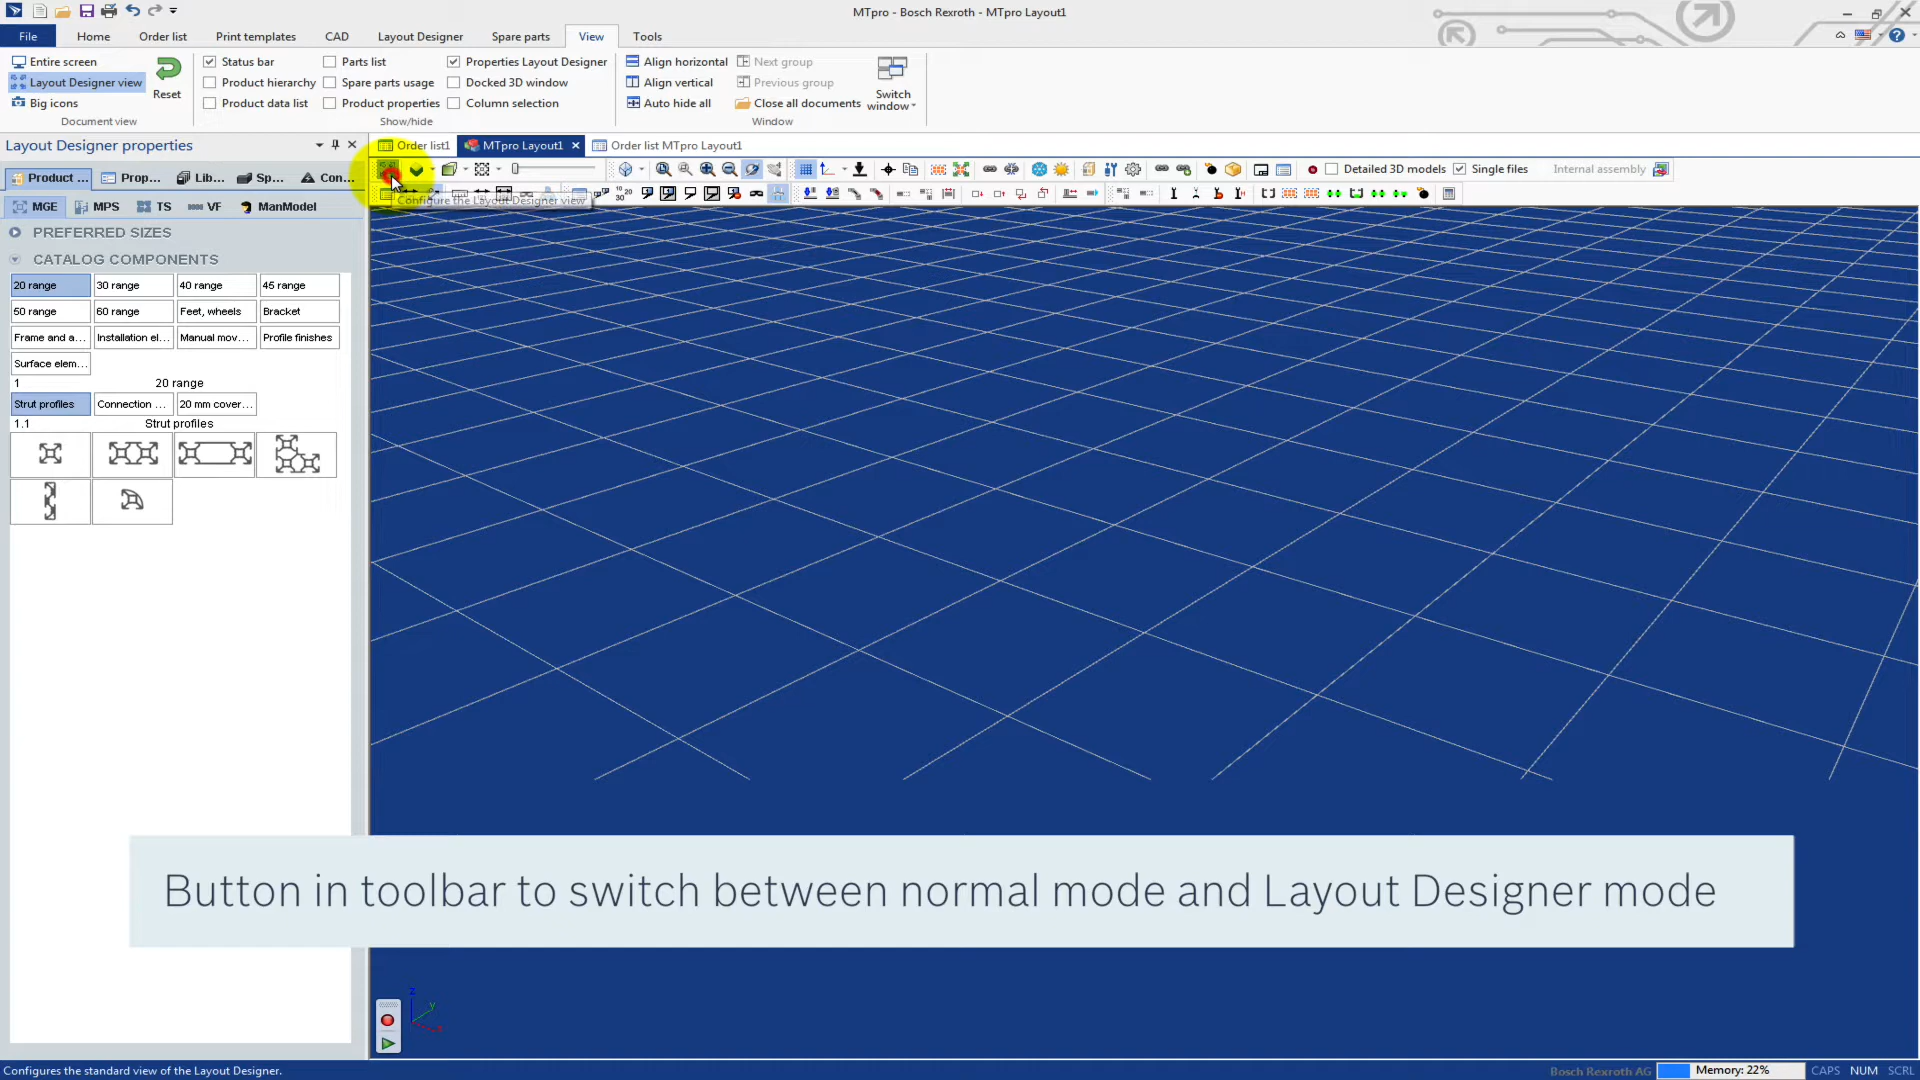 MTpro - Bosch Rexroth - MTpro Layout1
File Home Order list Print templates CAD Layout Designer Spare parts View Tools
Entire screen
Layout Designer view
Big icons
Reset
Document view
Status bar Parts list Properties Layout Designer
Product hierarchy Spare parts usage Docked 3D window
Product data list Product properties Column selection
Show/hide
Align horizontal Next group
Align vertical Previous group
Auto hide all Close all documents
Switch window
Window
Layout Designer properties
Order list1 MTpro Layout1 Order list MTpro Layout1
Product ... Prop... Lib... Sp... Con...
Detailed 3D models Single files Internal assembly
Configure the Layout Designer view
MGE MPS TS VF ManModel
PREFERRED SIZES
CATALOG COMPONENTS
20 range 30 range 40 range 45 range
50 range 60 range Feet, wheels Bracket
Frame and a... Installation el... Manual mov... Profile finishes
Surface elem...
1 20 range
Strut profiles Connection ... 20 mm cover...
1.1 Strut profiles
Button in toolbar to switch between normal mode and Layout Designer mode
z
y
x
Configures the standard view of the Layout Designer.
Bosch Rexroth AG Memory: 22% CAPS NUM SCRL